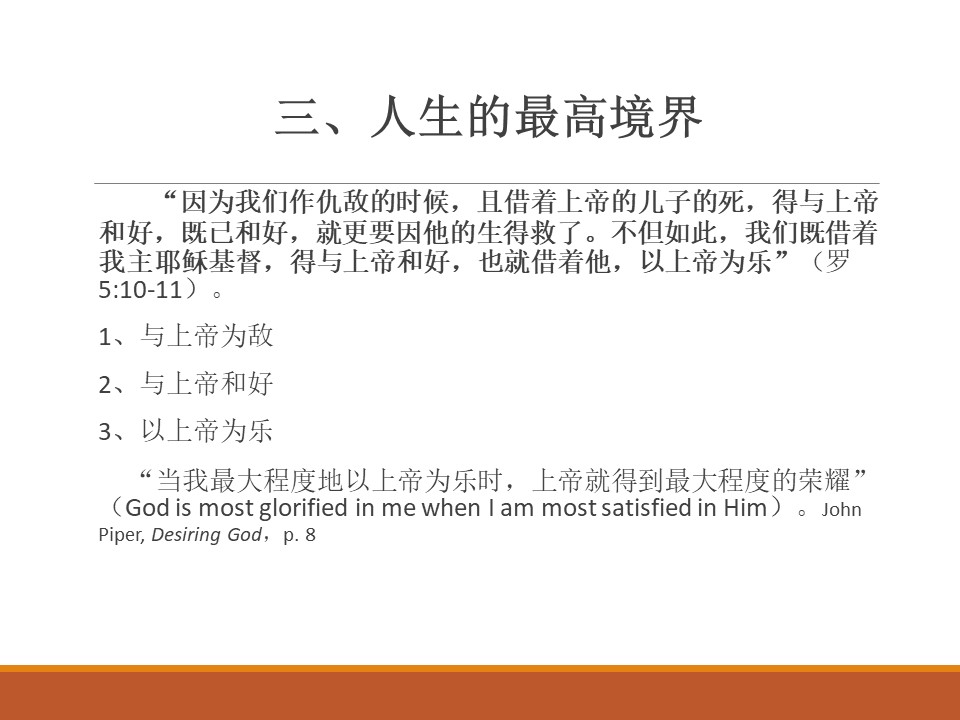 三、人生的最高境界
“因为我们作仇敌的时候，且借着上帝的儿子的死，得与上帝
和好，既已和好，就更要因他的生得救了。不但如此，我们既借着
我主耶稣基督，得与上帝和好，也就借着他，以上帝为乐”（罗
5:10-11）。
1、与上帝为敌
2、与上帝和好
3、以上帝为乐
“当我最大程度地以上帝为乐时，上帝就得到最大程度的荣耀”
（God is most glorified in me when I am most satisfied in Him）。John
Piper, Desiring God，p. 8